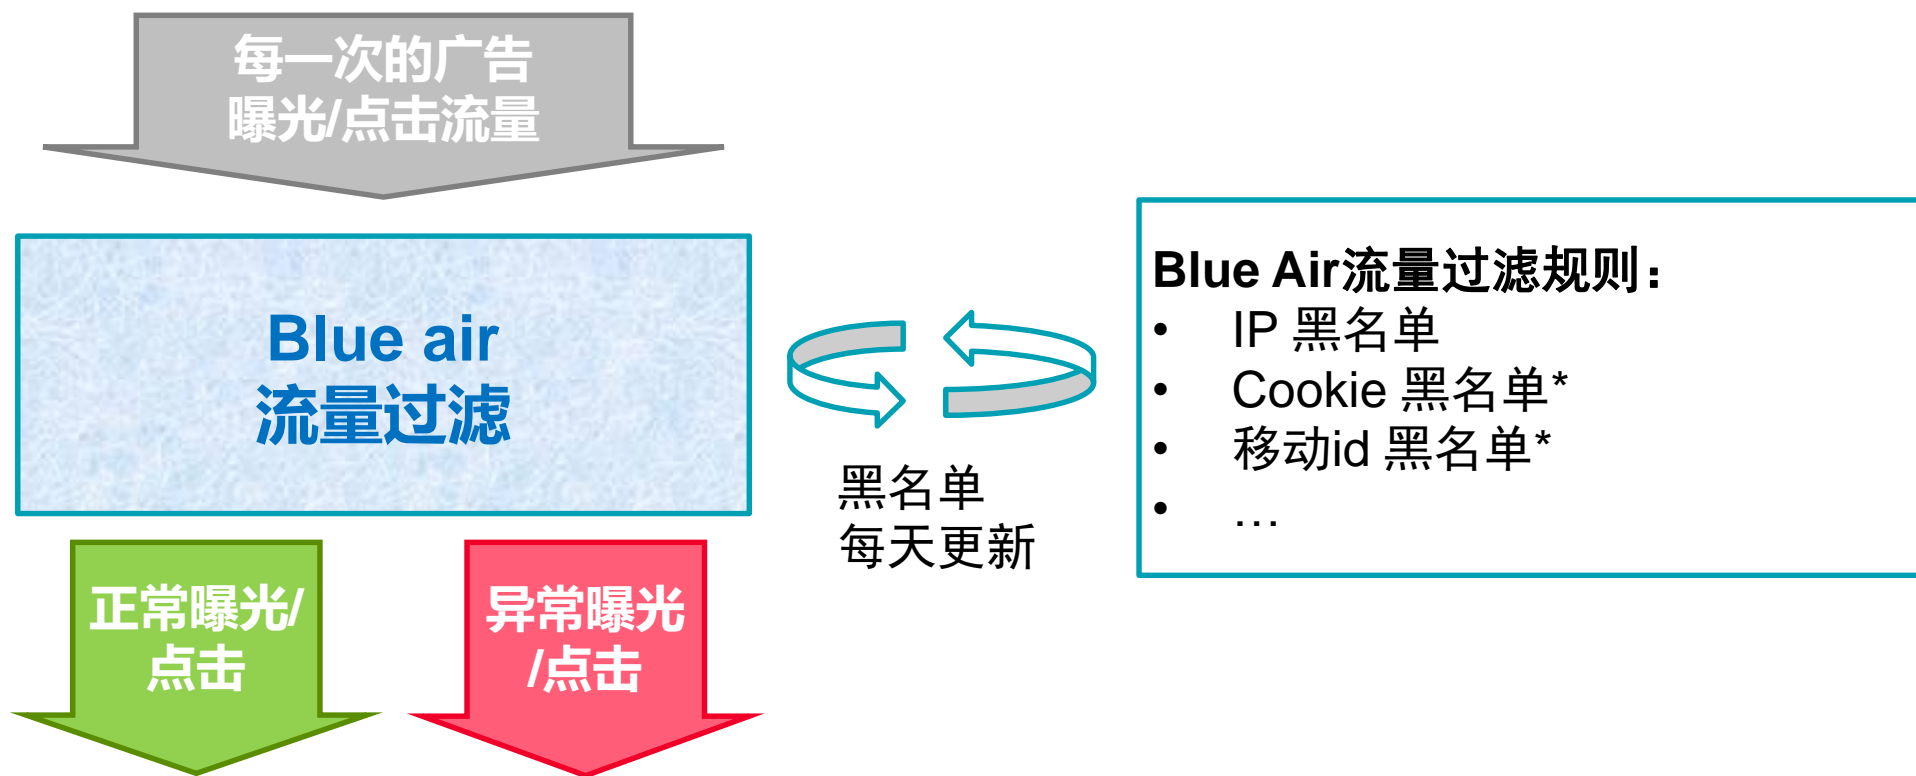 每一次的广告
曝光/点击流量
Blue air
流量过滤
正常曝光/
点击
异常曝光
/点击
黑名单
每天更新
Blue Air流量过滤规则：
• IP 黑名单
• Cookie 黑名单*
• 移动id 黑名单*
• …